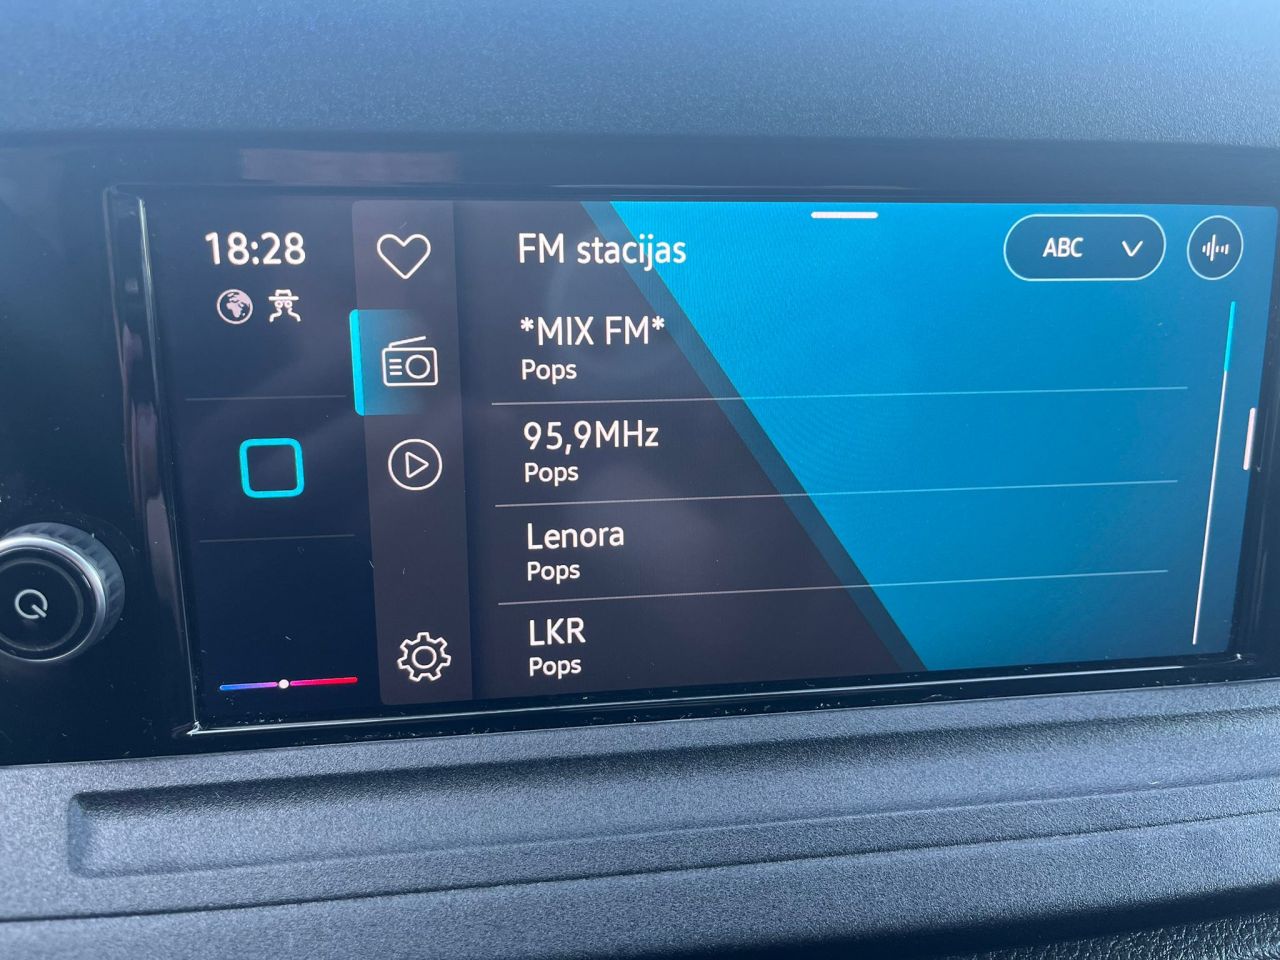 18:28
FM stacijas
ABC
*MIX FM*
Pops
95,9MHz
Pops
Lenora
Pops
LKR
Pops